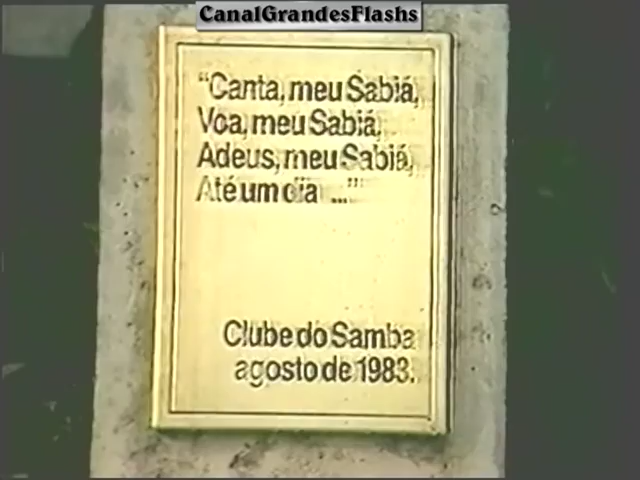 CanalGrandesFlashs
“Canta, meu Sabiá,
Voa, meu Sabiá,
Adeus, meu Sabiá,
Até um dia ...”
Clube do Samba
agosto de 1983.